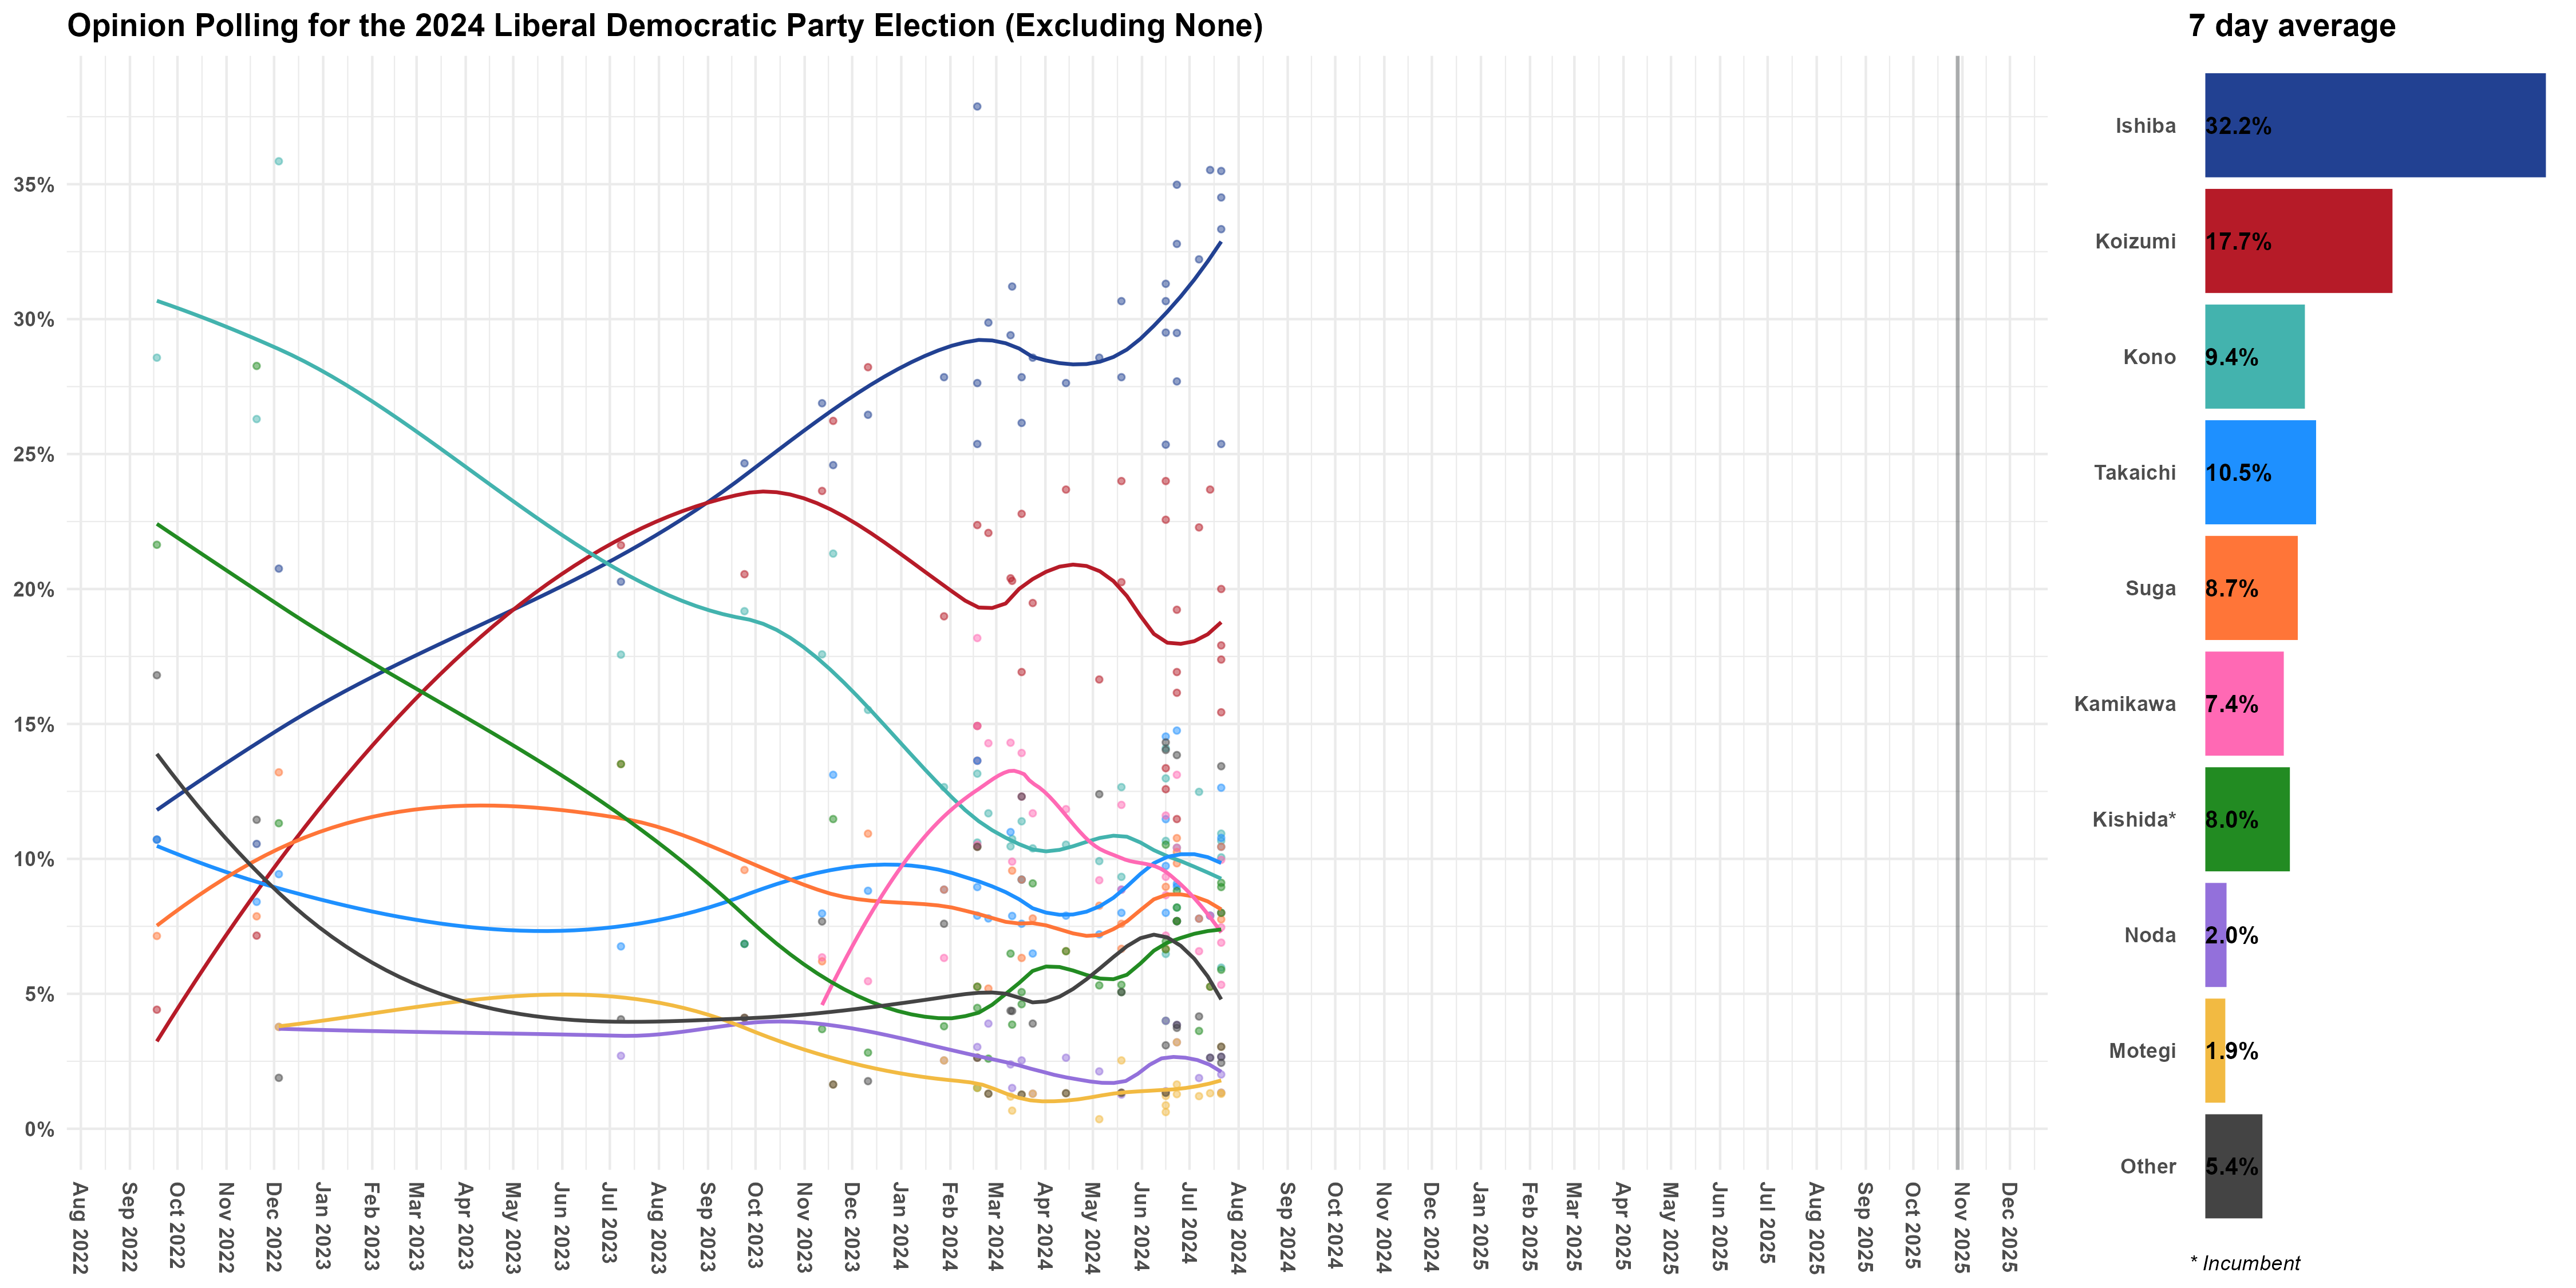 Opinion Polling for the 2024 Liberal Democratic Party Election (Excluding None)
7 day average
35%
30%
25%
20%
15%
10%
5%
0%
Aug 2022
Sep 2022
Oct 2022
Nov 2022
Dec 2022
Jan 2023
Feb 2023
Mar 2023
Apr 2023
May 2023
Jun 2023
Jul 2023
Aug 2023
Sep 2023
Oct 2023
Nov 2023
Dec 2023
Jan 2024
Feb 2024
Mar 2024
Apr 2024
May 2024
Jun 2024
Jul 2024
Aug 2024
Sep 2024
Oct 2024
Nov 2024
Dec 2024
Jan 2025
Feb 2025
Mar 2025
Apr 2025
May 2025
Jun 2025
Jul 2025
Aug 2025
Sep 2025
Oct 2025
Nov 2025
Dec 2025
Ishiba 32.2%
Koizumi 17.7%
Kono 9.4%
Takaichi 10.5%
Suga 8.7%
Kamikawa 7.4%
Kishida* 8.0%
Noda 2.0%
Motegi 1.9%
Other 5.4%
* Incumbent